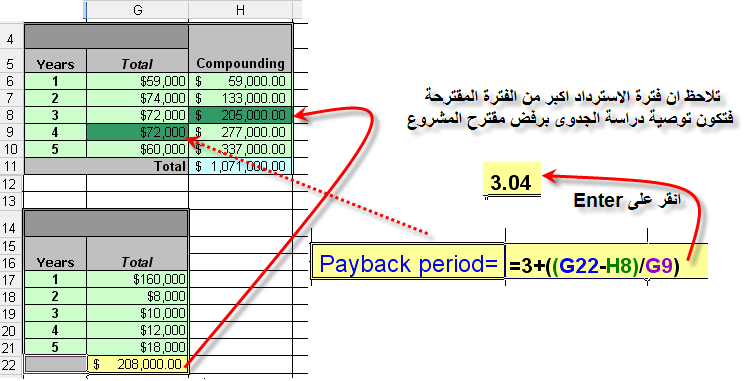 G H
4
5 Years Total Compounding
6 1 $59,000 $ 59,000.00
7 2 $74,000 $ 133,000.00
8 3 $72,000 $ 205,000.00
9 4 $72,000 $ 277,000.00
10 5 $60,000 $ 337,000.00
11 Total $ 1,071,000.00
12
13
14
15
16 Years Total
17 1 $160,000
18 2 $8,000
19 3 $10,000
20 4 $12,000
21 5 $18,000
22 $ 208,000.00
تلاحظ ان فترة الاسترداد اكبر من الفترة المقترحة
فتكون توصية دراسة الجدوى برفض مقترح المشروع
3.04
انقر على Enter
Payback period= =3+((G22-H8)/G9)